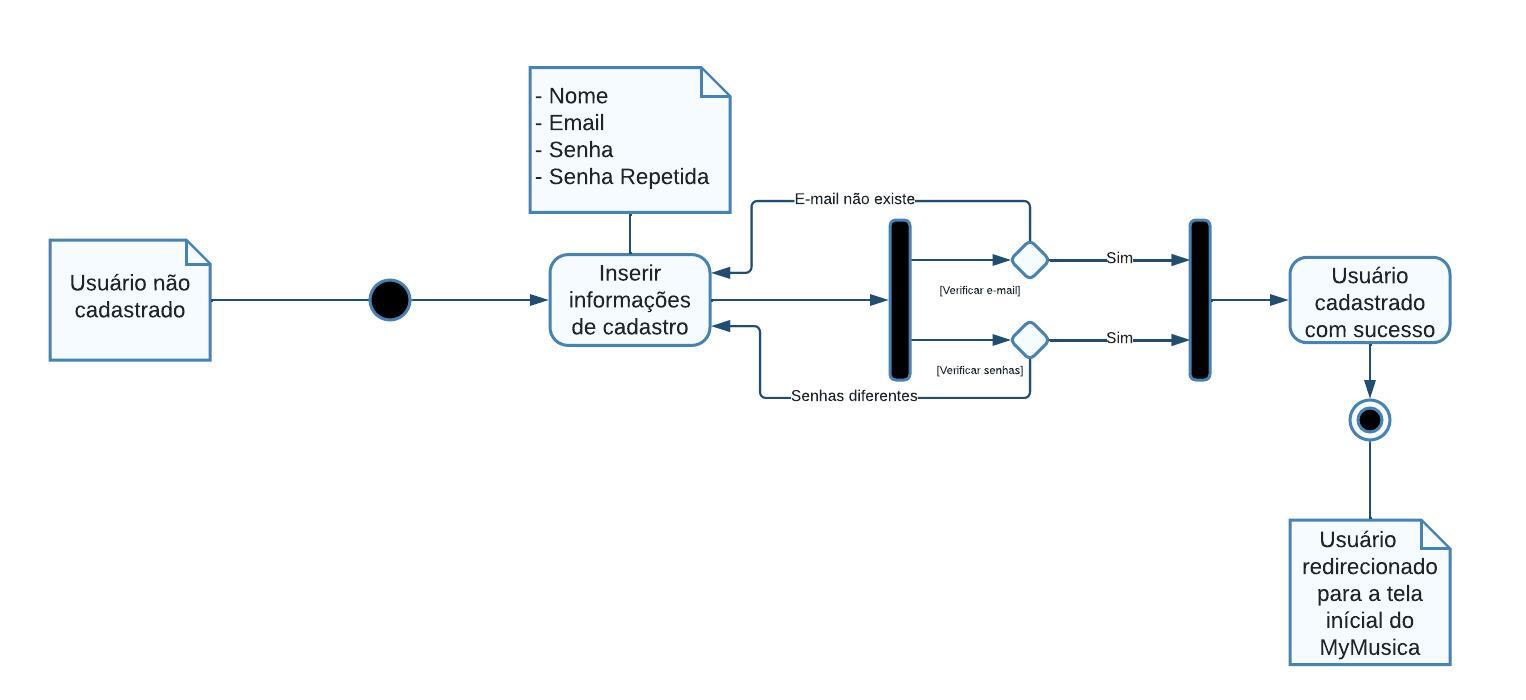 - Nome
- Email
- Senha
- Senha Repetida
Usuário não
cadastrado
Inserir
informações
de cadastro
E-mail não existe
[Verificar e-mail]
Sim
[Verificar senhas]
Sim
Senhas diferentes
Usuário
cadastrado
com sucesso
Usuário
redirecionado
para a tela
inícial do
MyMusica